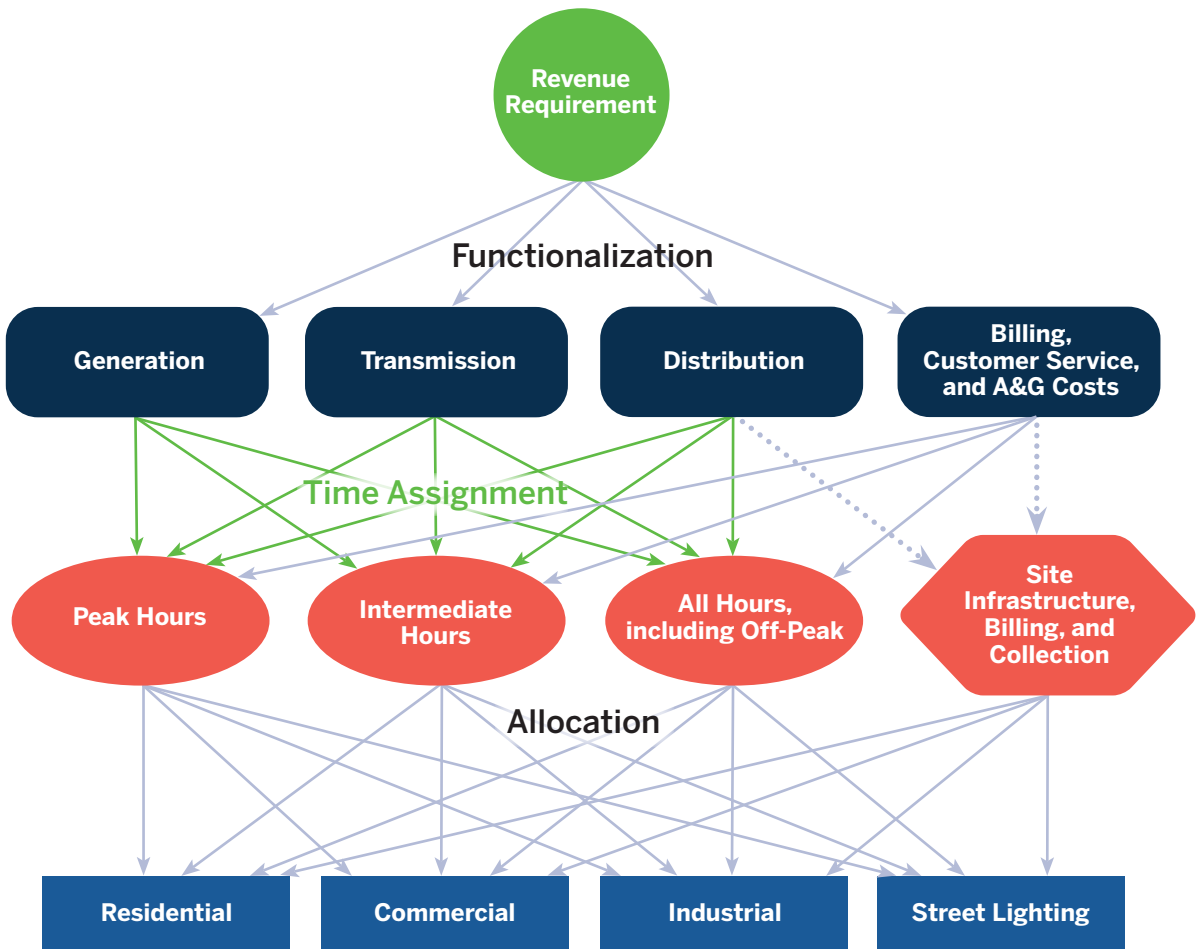 Revenue
Requirement
Functionalization
Generation
Transmission
Distribution
Billing,
Customer Service,
and A&G Costs
Time Assignment
Peak Hours
Intermediate
Hours
All Hours,
including Off-Peak
Site
Infrastructure,
Billing, and
Collection
Allocation
Residential
Commercial
Industrial
Street Lighting